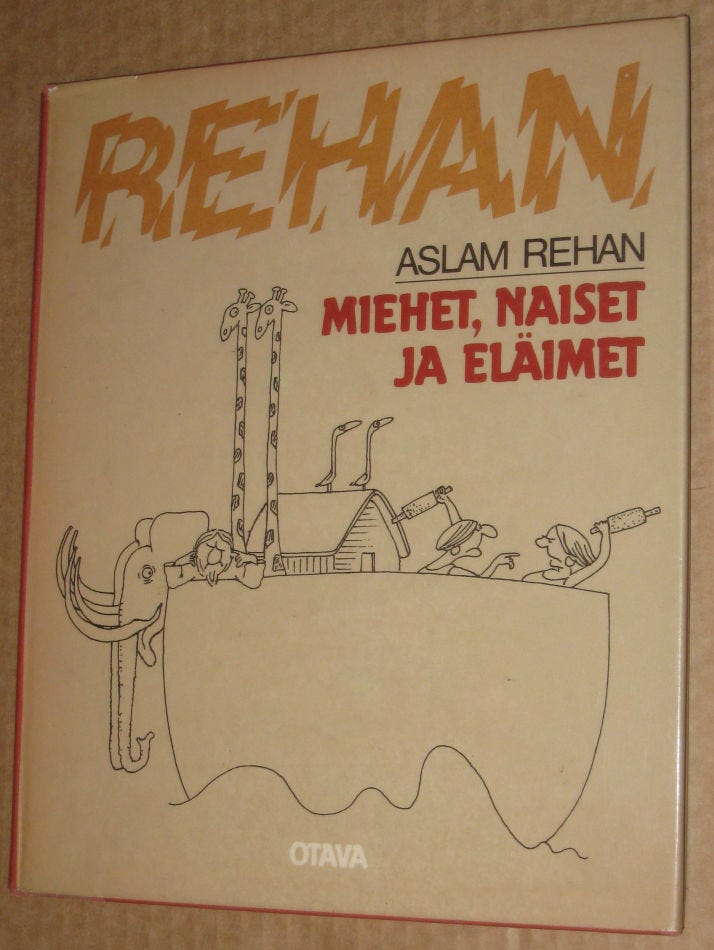 REHAN
ASLAM REHAN
MIEHET, NAISET
JA ELÄIMET
OTAVA